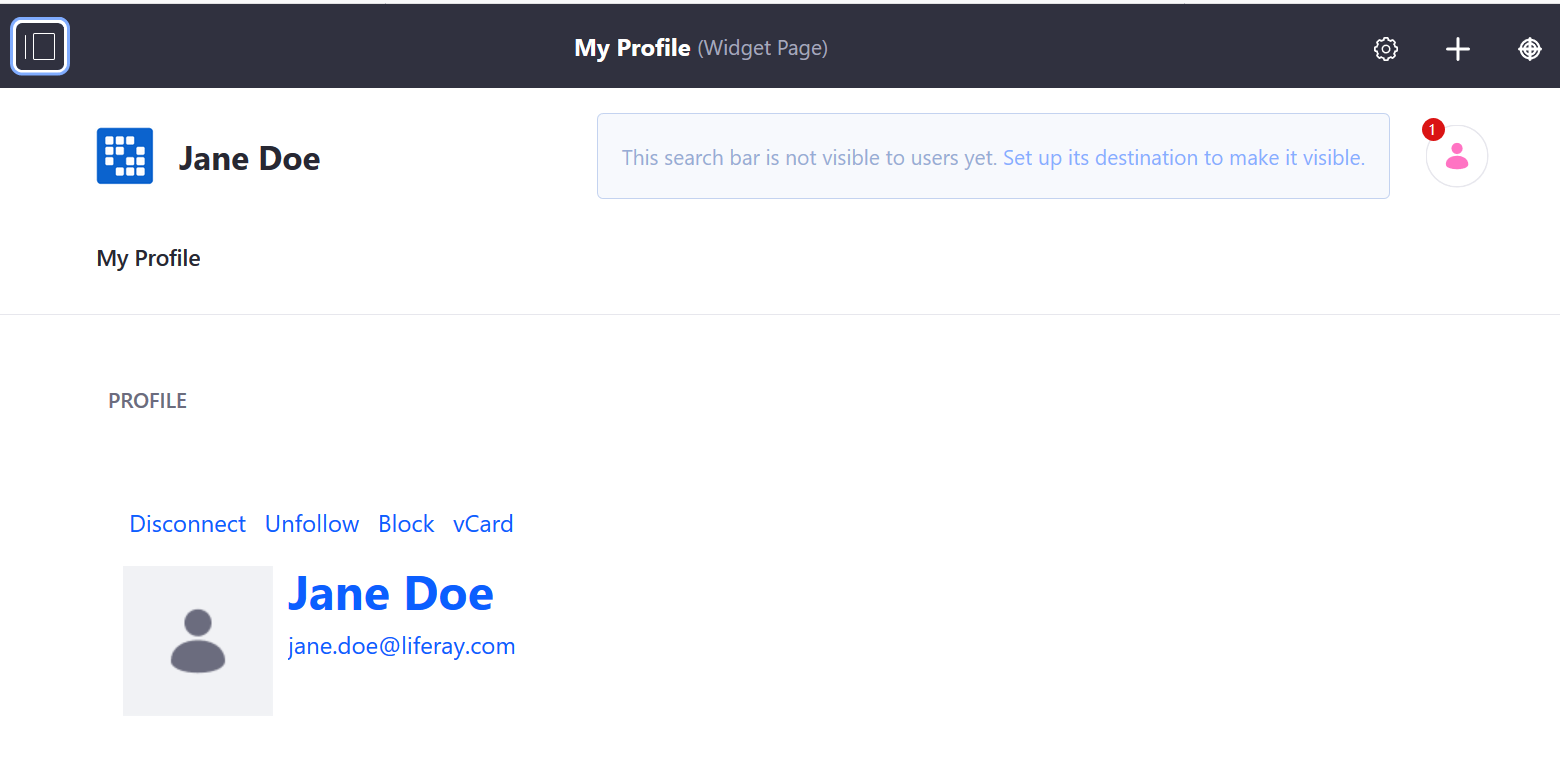 My Profile (Widget Page)
Jane Doe
This search bar is not visible to users yet. Set up its destination to make it visible.
1
My Profile
PROFILE
Disconnect Unfollow Block vCard
Jane Doe
jane.doe@liferay.com